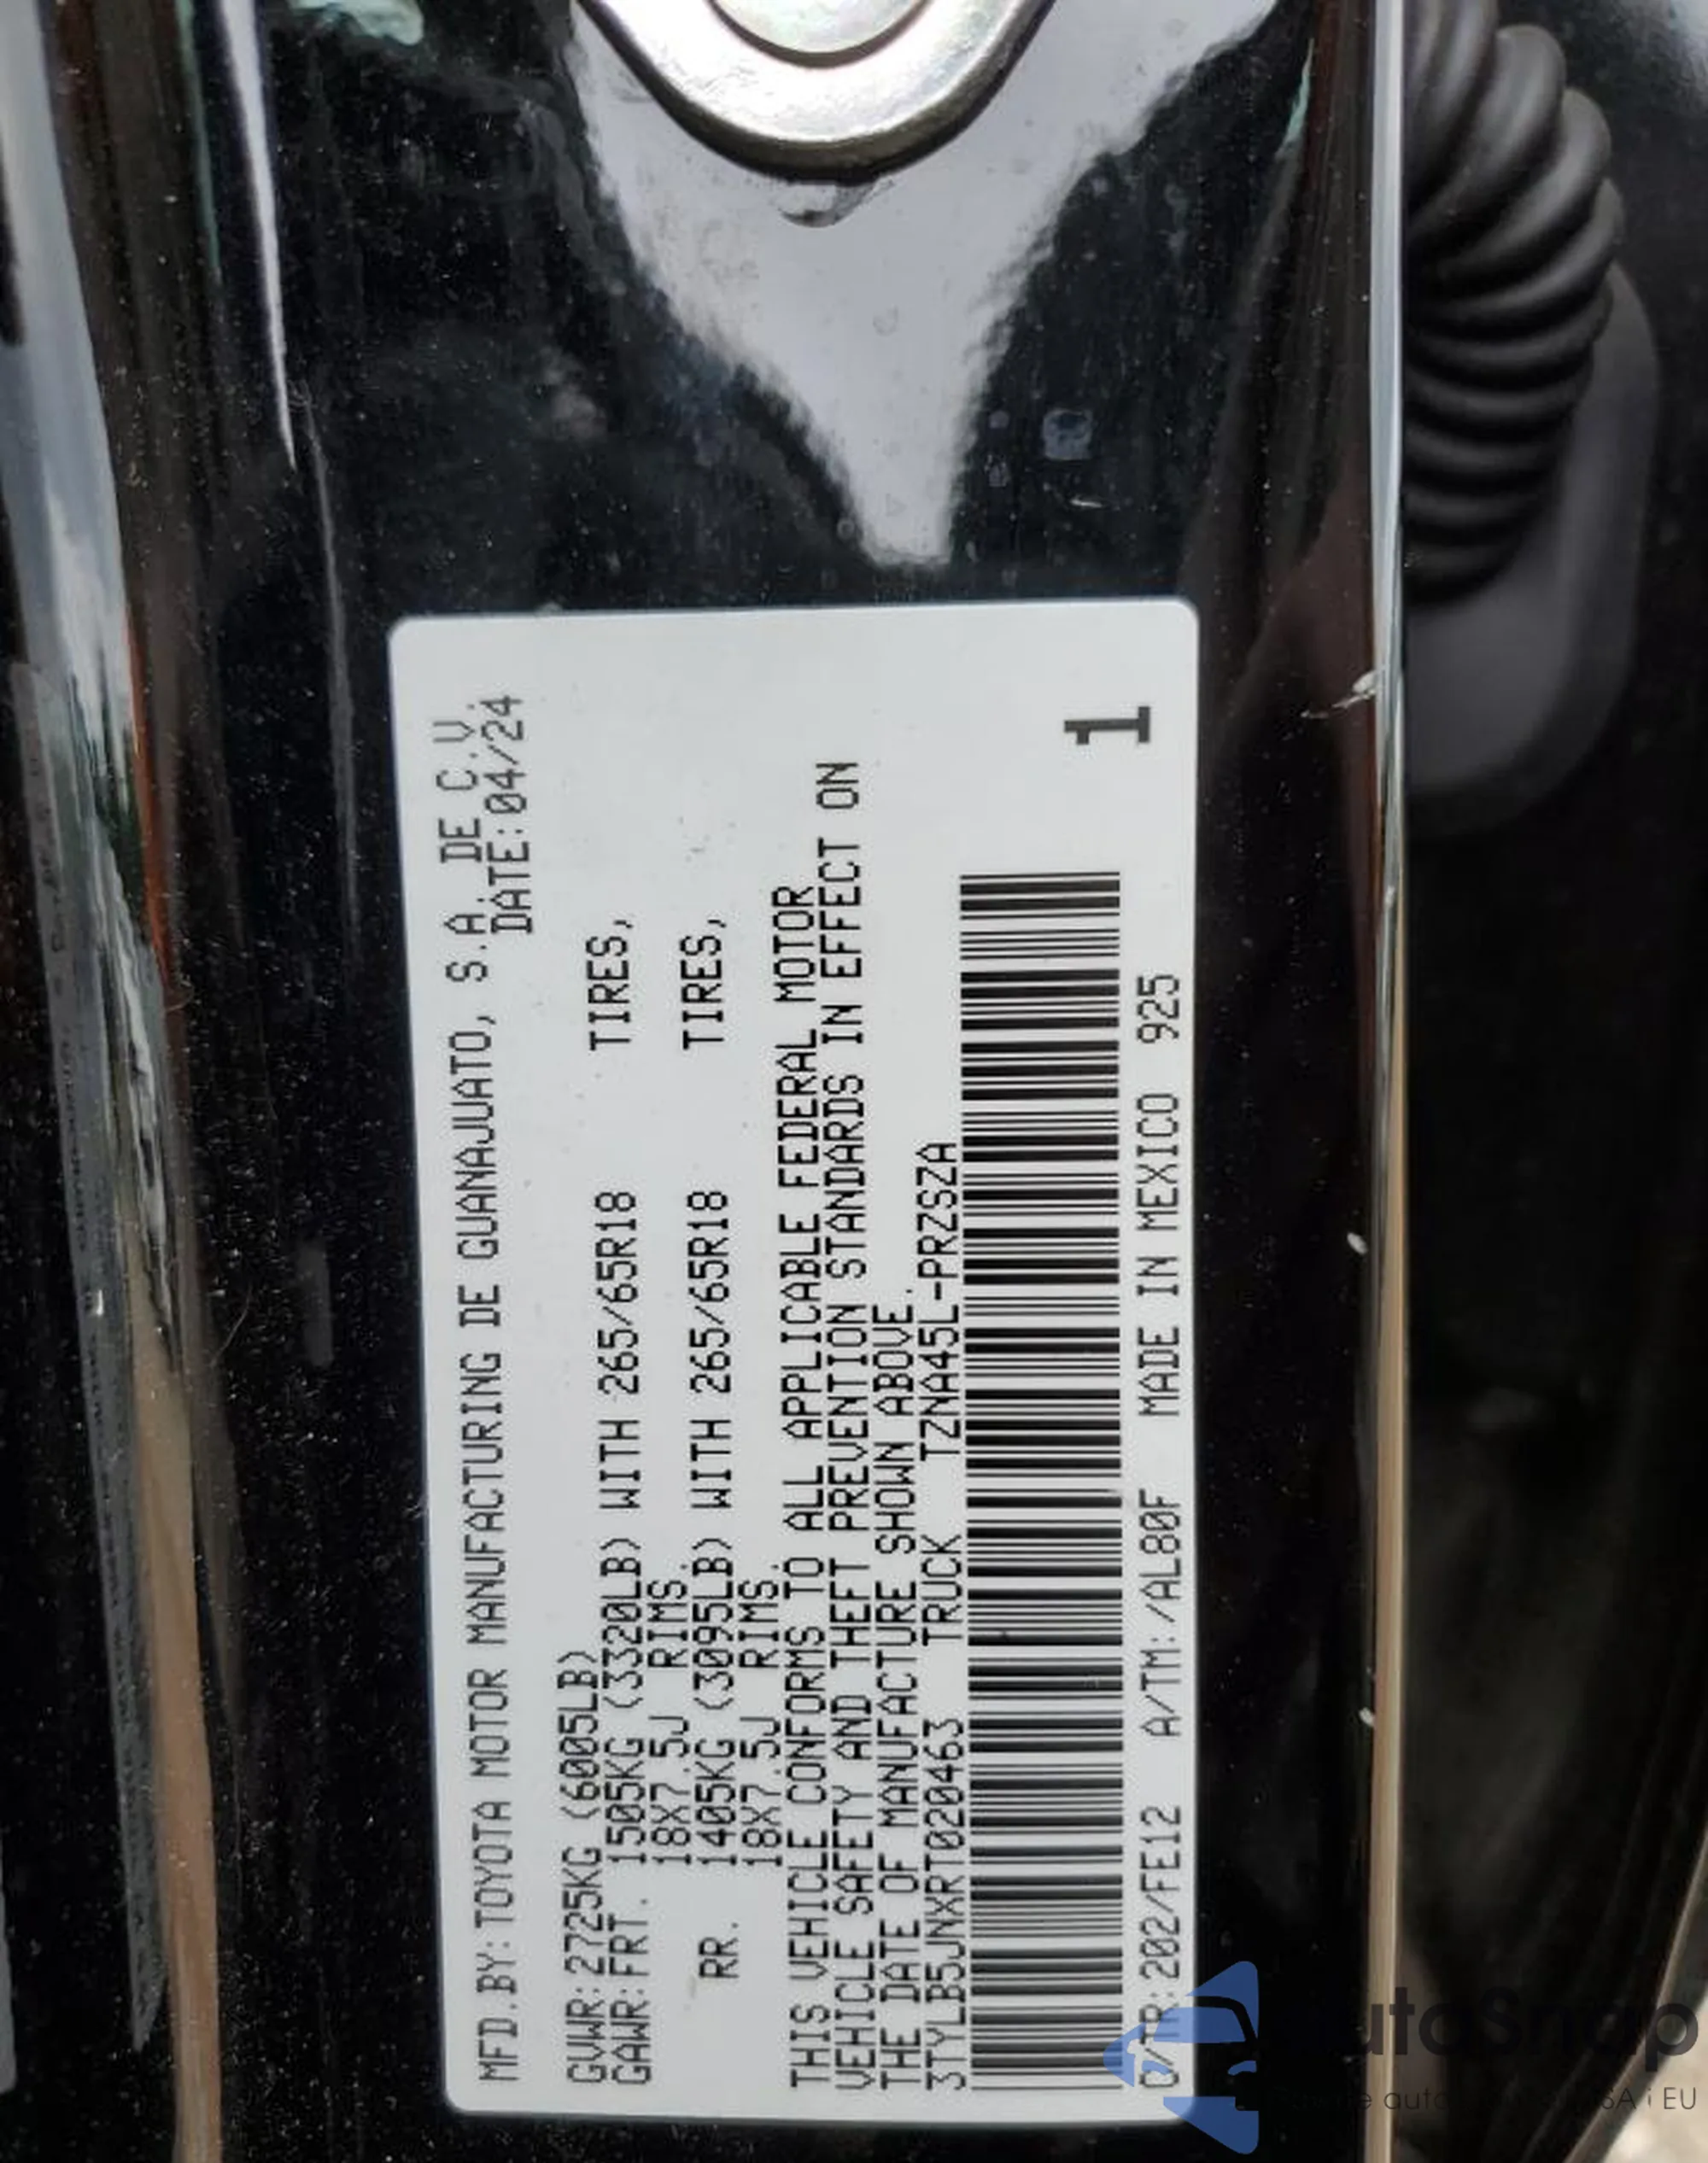 MFD.BY:TOYOTA MOTOR MANUFACTURING DE GUANAJUATO, S.A.DE C.V.
DATE:04/24
GVWR:2725KG (6005LB)
GAWR:FRT. 1505KG (3320LB) WITH 265/65R18 TIRES,
18X7.5J RIMS.
RR. 1405KG (3095LB) WITH 265/65R18 TIRES,
18X7.5J RIMS.
THIS VEHICLE CONFORMS TO ALL APPLICABLE FEDERAL MOTOR
VEHICLE SAFETY AND THEFT PREVENTION STANDARDS IN EFFECT ON
THE DATE OF MANUFACTURE SHOWN ABOVE.
3TYLB5JNXRT020463 TRUCK TZNA45L-PRZSZA
1
C/TR:202/FE12 A/TM:/AL80F MADE IN MEXICO 925
EU